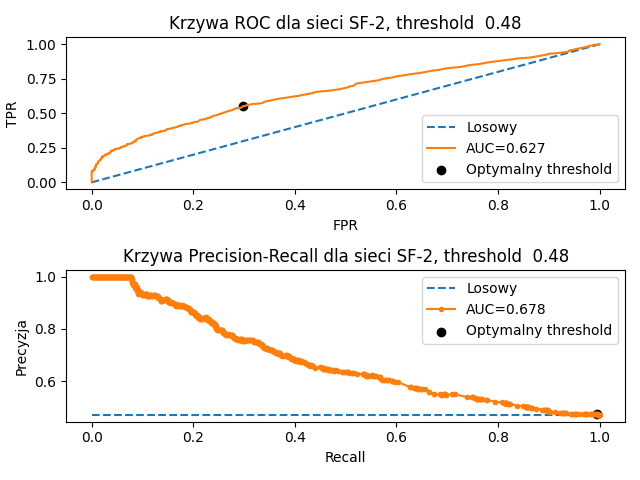 Krzywa ROC dla sieci SF-2, threshold  0.48
1.00
0.75
0.50
0.25
0.00
TPR
Losowy
AUC=0.627
Optymalny threshold
0.0 0.2 0.4 0.6 0.8 1.0
FPR
Krzywa Precision-Recall dla sieci SF-2, threshold  0.48
1.0
0.8
0.6
Precyzja
Losowy
AUC=0.678
Optymalny threshold
0.0 0.2 0.4 0.6 0.8 1.0
Recall